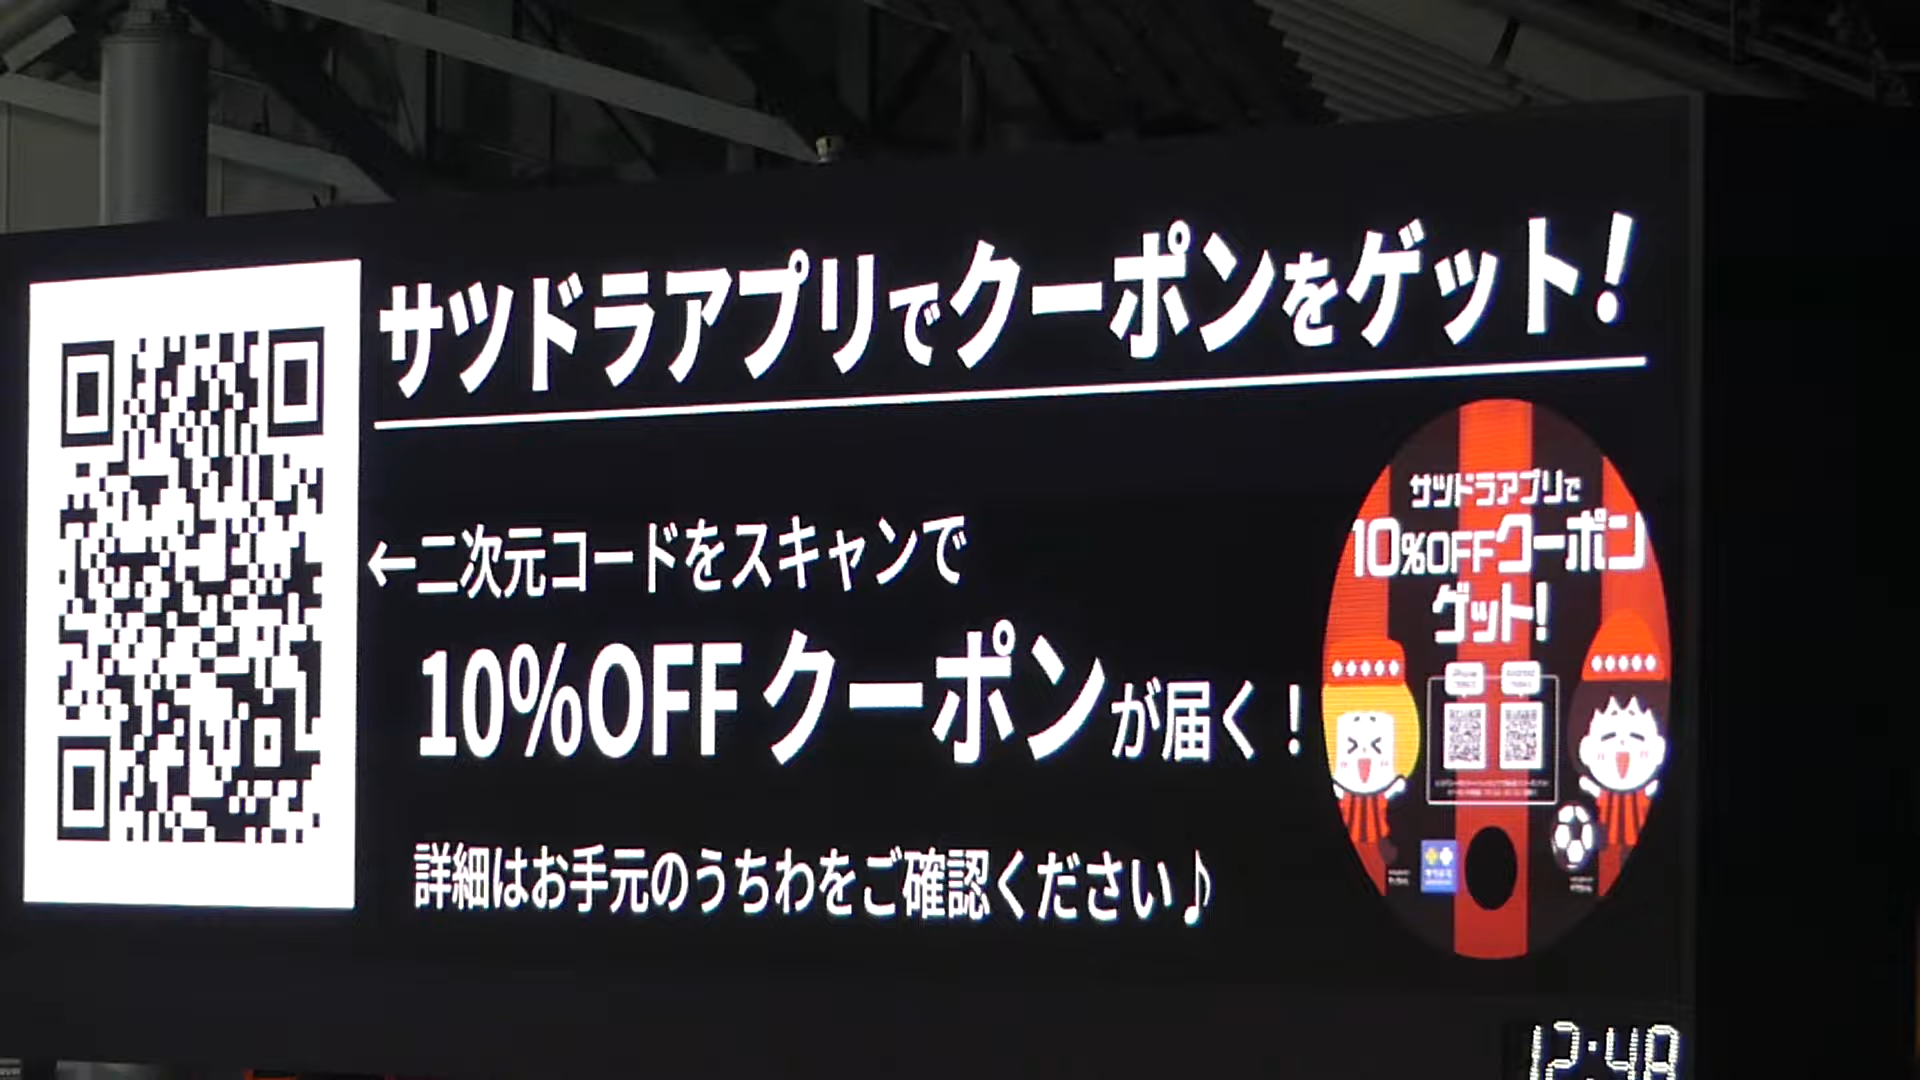 サツドラアプリでクーポンをゲット!
←二次元コードをスキャンで
10%OFF クーポンが届く!
詳細はお手元のうちわをご確認ください♪
サツドラアプリで
10%OFFクーポン
ゲット!
12:48